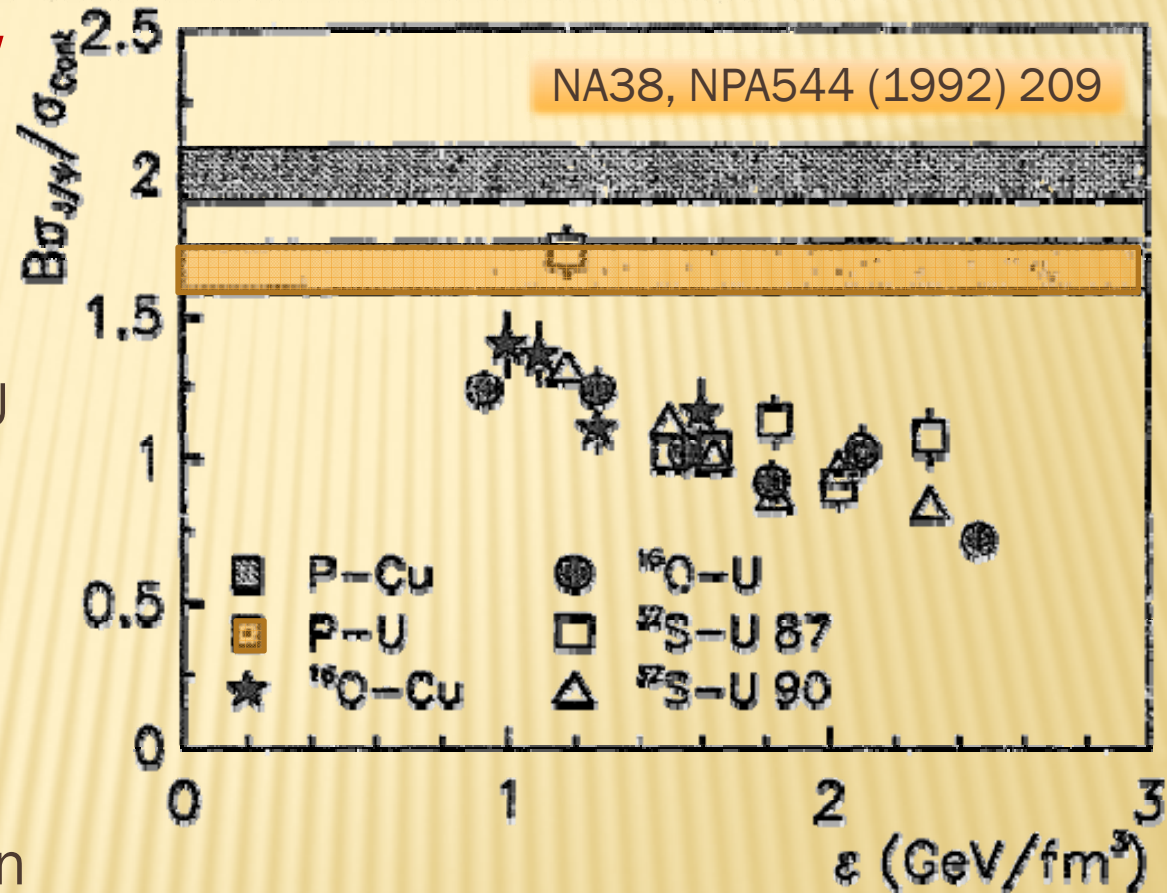 2.5
NA38, NPA544 (1992) 209
Bσ_J/ψ/σ_Cont
2
1.5
1
0.5
0
P-Cu
P-U
¹⁶O-Cu
¹⁶O-U
³²S-U 87
³²S-U 90
0 1 2 3
ε (GeV/fm³)